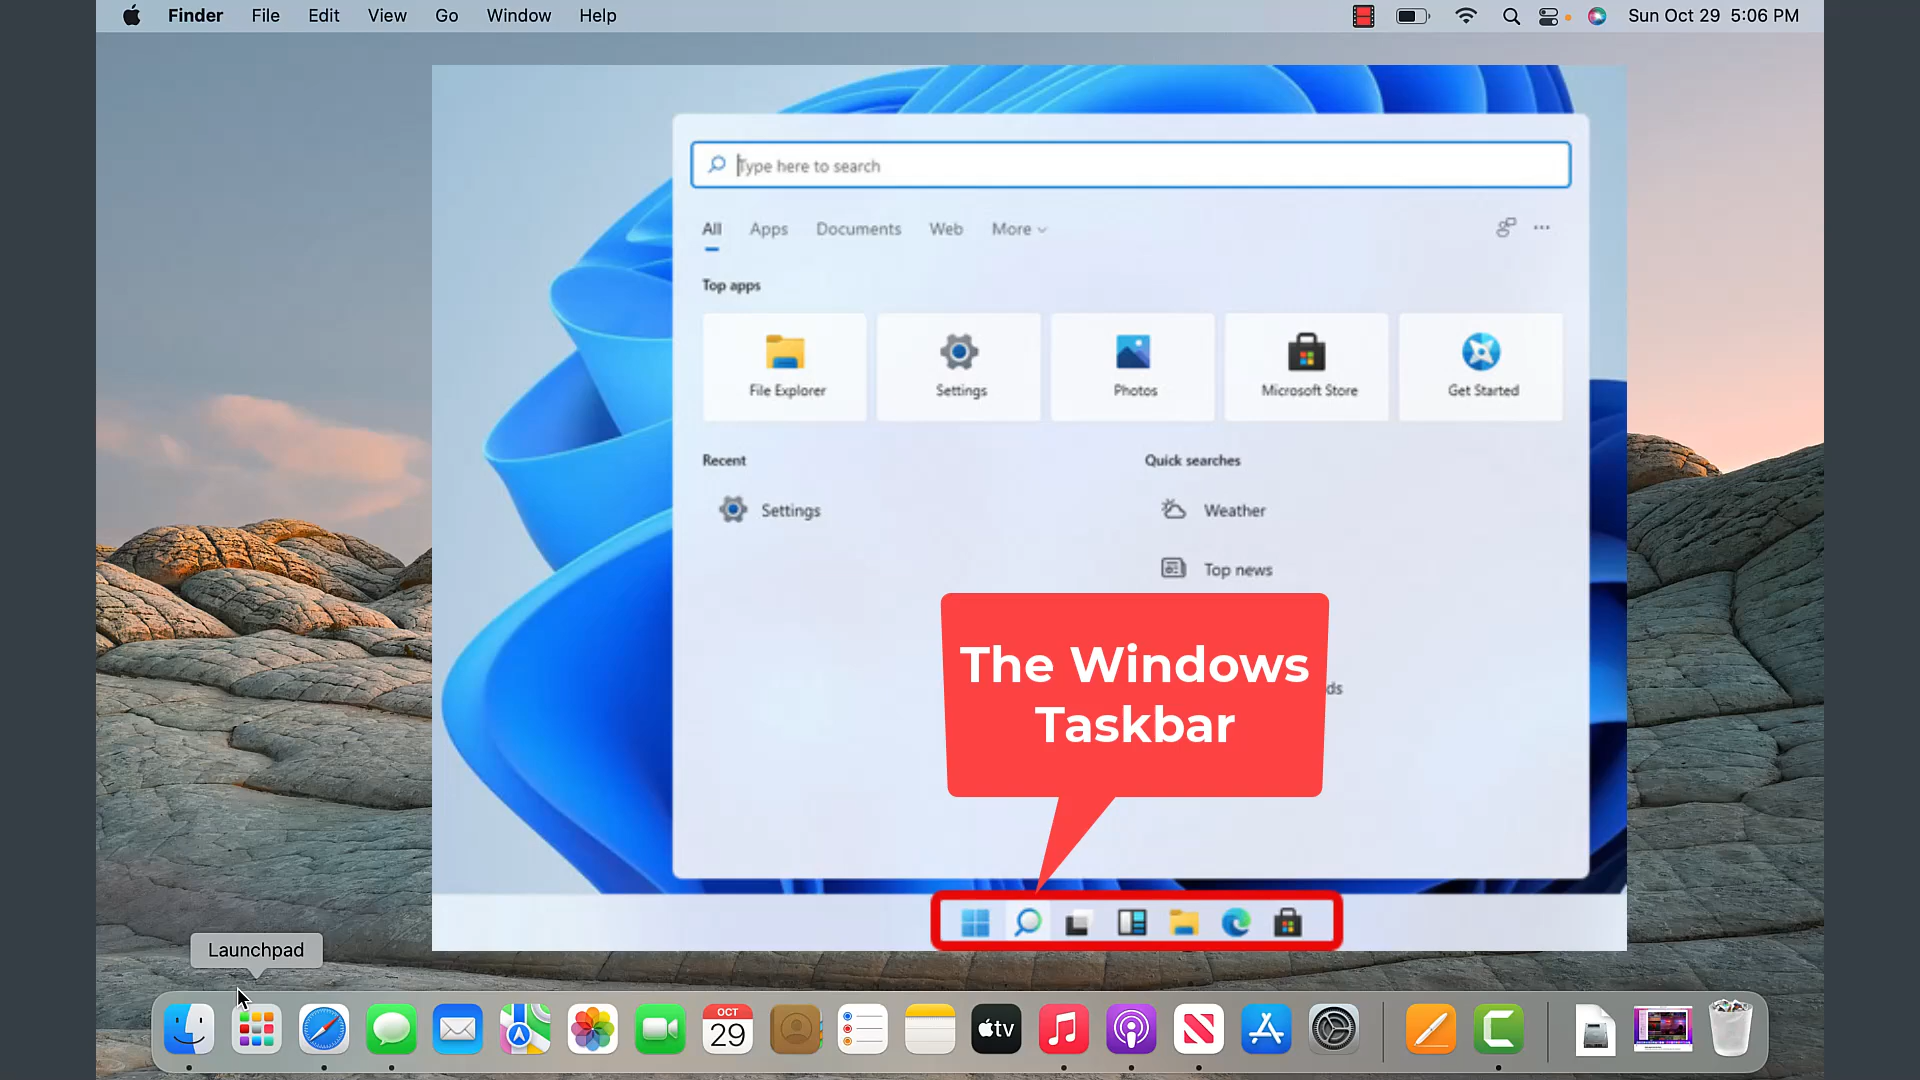 Finder File Edit View Go Window Help
Sun Oct 29 5:06 PM
Type here to search
All Apps Documents Web More
Top apps
File Explorer Settings Photos Microsoft Store Get Started
Recent
Quick searches
Settings
Weather
Top news
The Windows
Taskbar
ds
Launchpad
OCT
29
tv